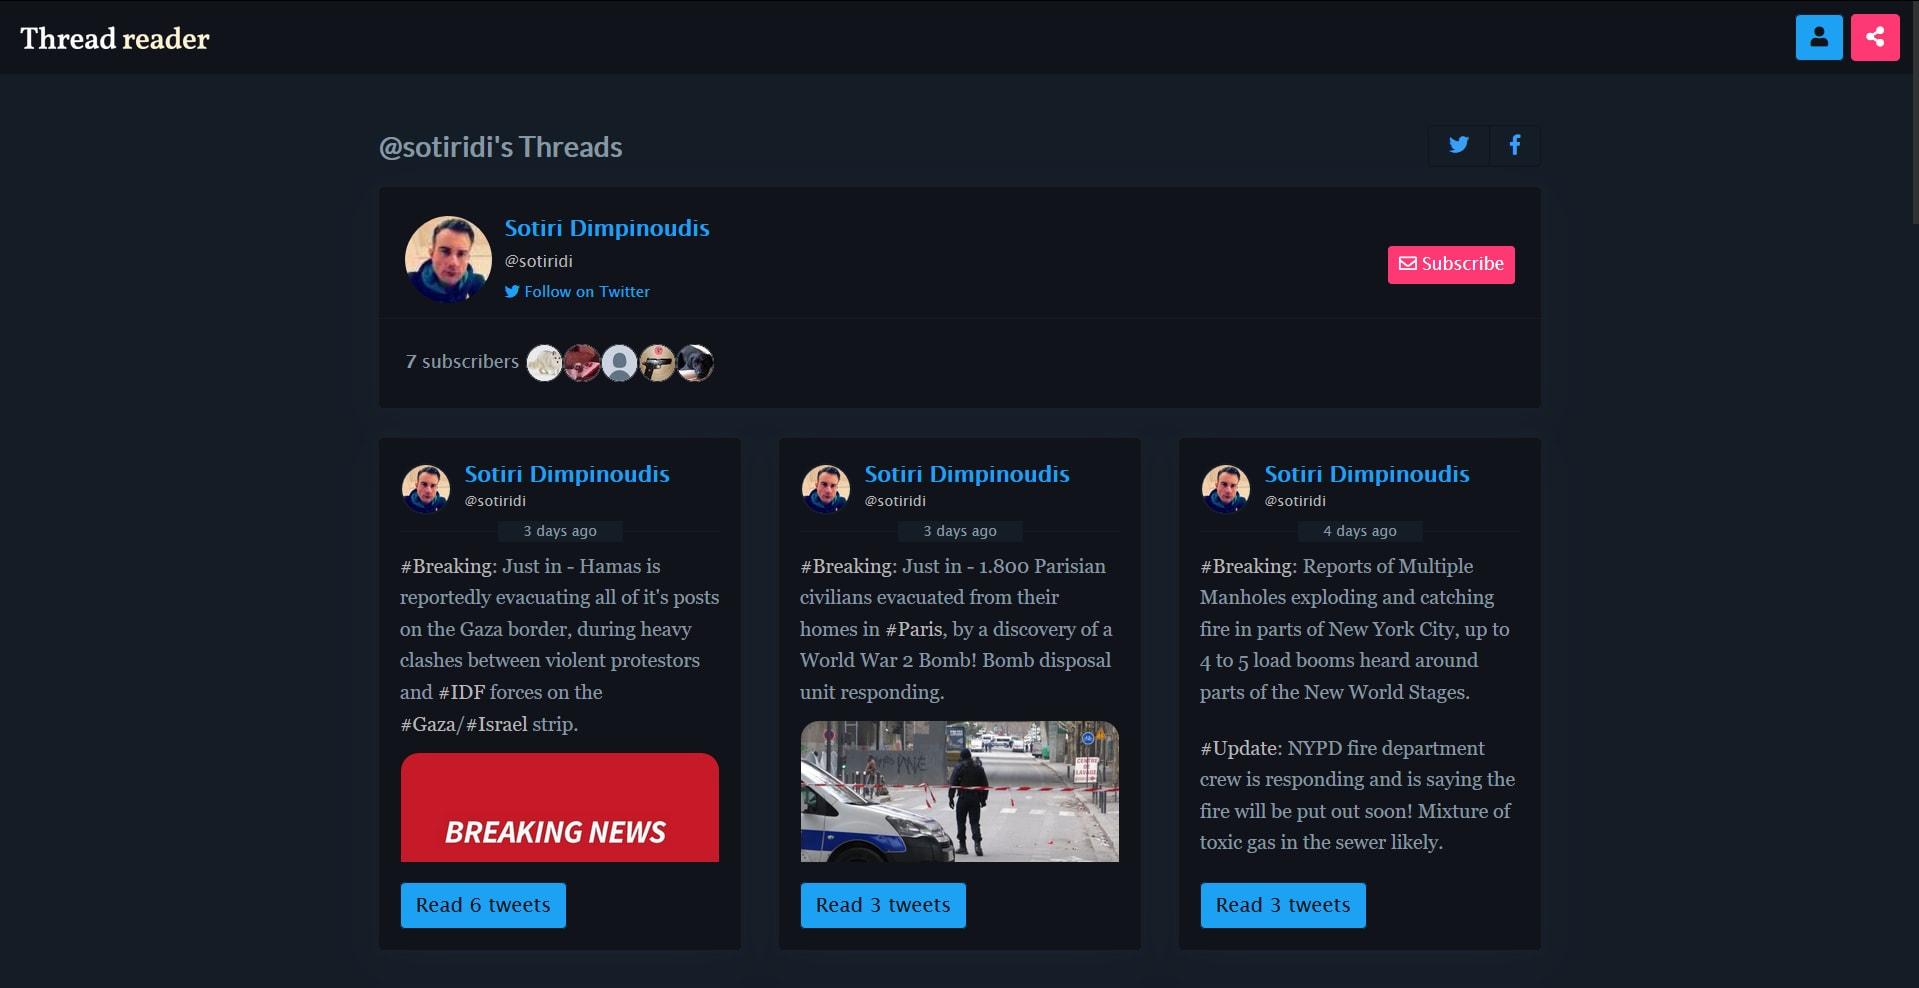 Thread reader
@sotiridi's Threads
Sotiri Dimpinoudis
@sotiridi
Follow on Twitter
Subscribe
7 subscribers
Sotiri Dimpinoudis
@sotiridi
3 days ago
#Breaking: Just in - Hamas is
reportedly evacuating all of it's posts
on the Gaza border, during heavy
clashes between violent protestors
and #IDF forces on the
#Gaza/#Israel strip.
BREAKING NEWS
Read 6 tweets
Sotiri Dimpinoudis
@sotiridi
3 days ago
#Breaking: Just in - 1.800 Parisian
civilians evacuated from their
homes in #Paris, by a discovery of a
World War 2 Bomb! Bomb disposal
unit responding.
Read 3 tweets
Sotiri Dimpinoudis
@sotiridi
4 days ago
#Breaking: Reports of Multiple
Manholes exploding and catching
fire in parts of New York City, up to
4 to 5 load booms heard around
parts of the New World Stages.
#Update: NYPD fire department
crew is responding and is saying the
fire will be put out soon! Mixture of
toxic gas in the sewer likely.
Read 3 tweets